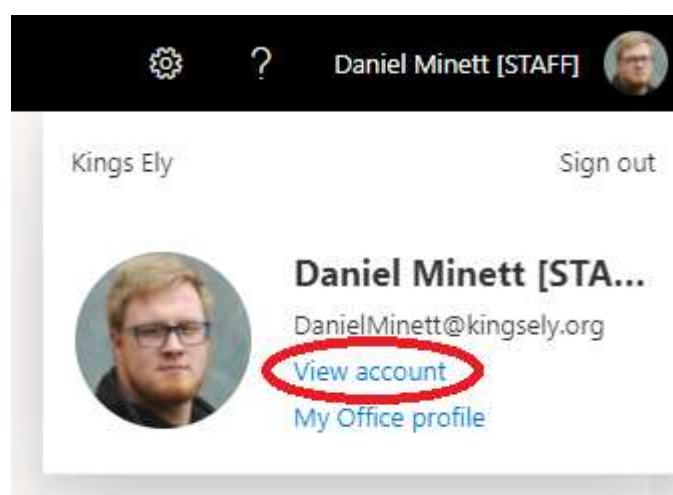 ? Daniel Minett [STAFF]
Kings Ely Sign out
Daniel Minett [STA...
DanielMinett@kingsely.org
View account
My Office profile